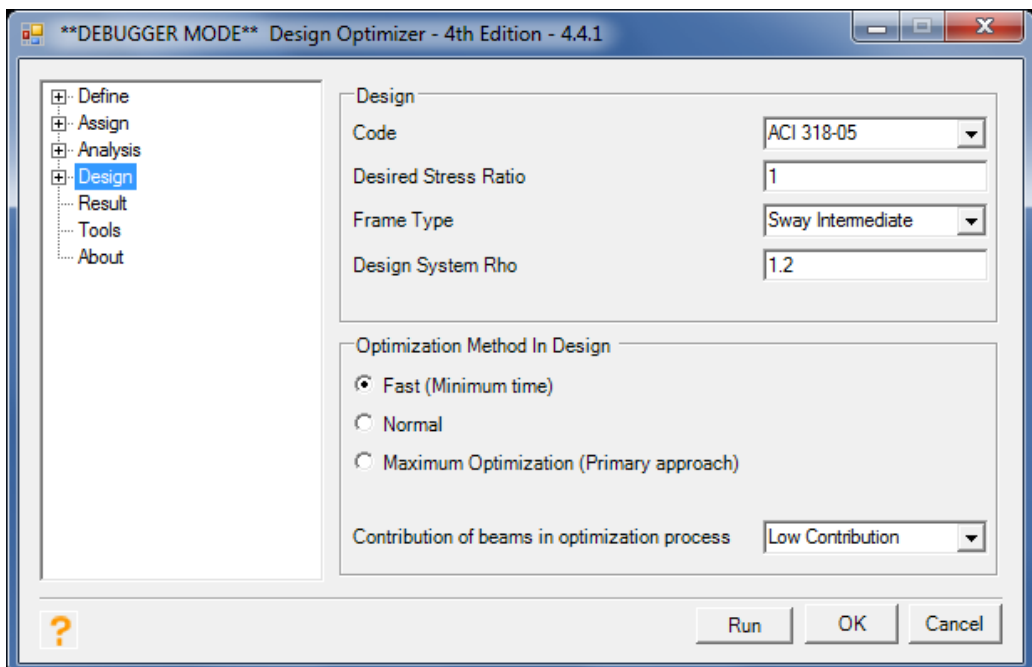 **DEBUGGER MODE** Design Optimizer - 4th Edition - 4.4.1
Define
Assign
Analysis
Design
Result
Tools
About
Design
Code ACI 318-05
Desired Stress Ratio 1
Frame Type Sway Intermediate
Design System Rho 1.2
Optimization Method In Design
Fast (Minimum time)
Normal
Maximum Optimization (Primary approach)
Contribution of beams in optimization process Low Contribution
? Run OK Cancel